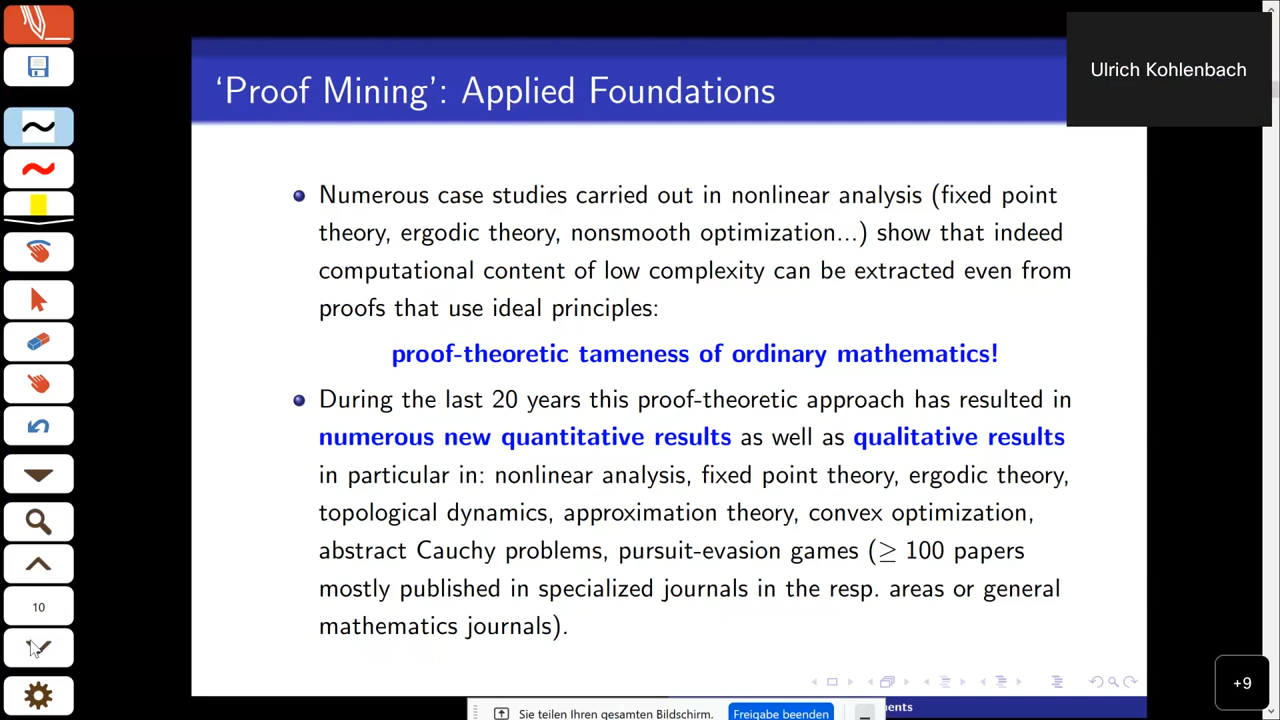 Ulrich Kohlenbach
‘Proof Mining’: Applied Foundations
Numerous case studies carried out in nonlinear analysis (fixed point
theory, ergodic theory, nonsmooth optimization...) show that indeed
computational content of low complexity can be extracted even from
proofs that use ideal principles:
proof-theoretic tameness of ordinary mathematics!
During the last 20 years this proof-theoretic approach has resulted in
numerous new quantitative results as well as qualitative results
in particular in: nonlinear analysis, fixed point theory, ergodic theory,
topological dynamics, approximation theory, convex optimization,
abstract Cauchy problems, pursuit-evasion games (≥ 100 papers
mostly published in specialized journals in the resp. areas or general
mathematics journals).
10
+9
Sie teilen Ihren gesamten Bildschirm.
Freigabe beenden